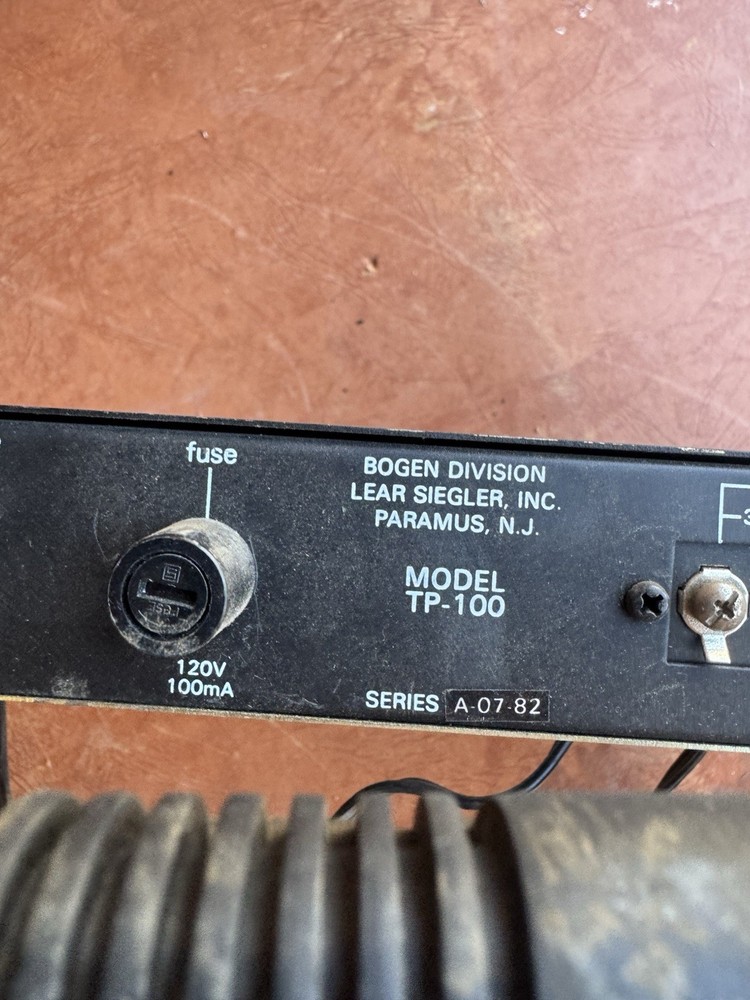 fuse
BOGEN DIVISION
LEAR SIEGLER, INC.
PARAMUS, N.J.
MODEL
TP-100
120V
100mA
SERIES A-07-82